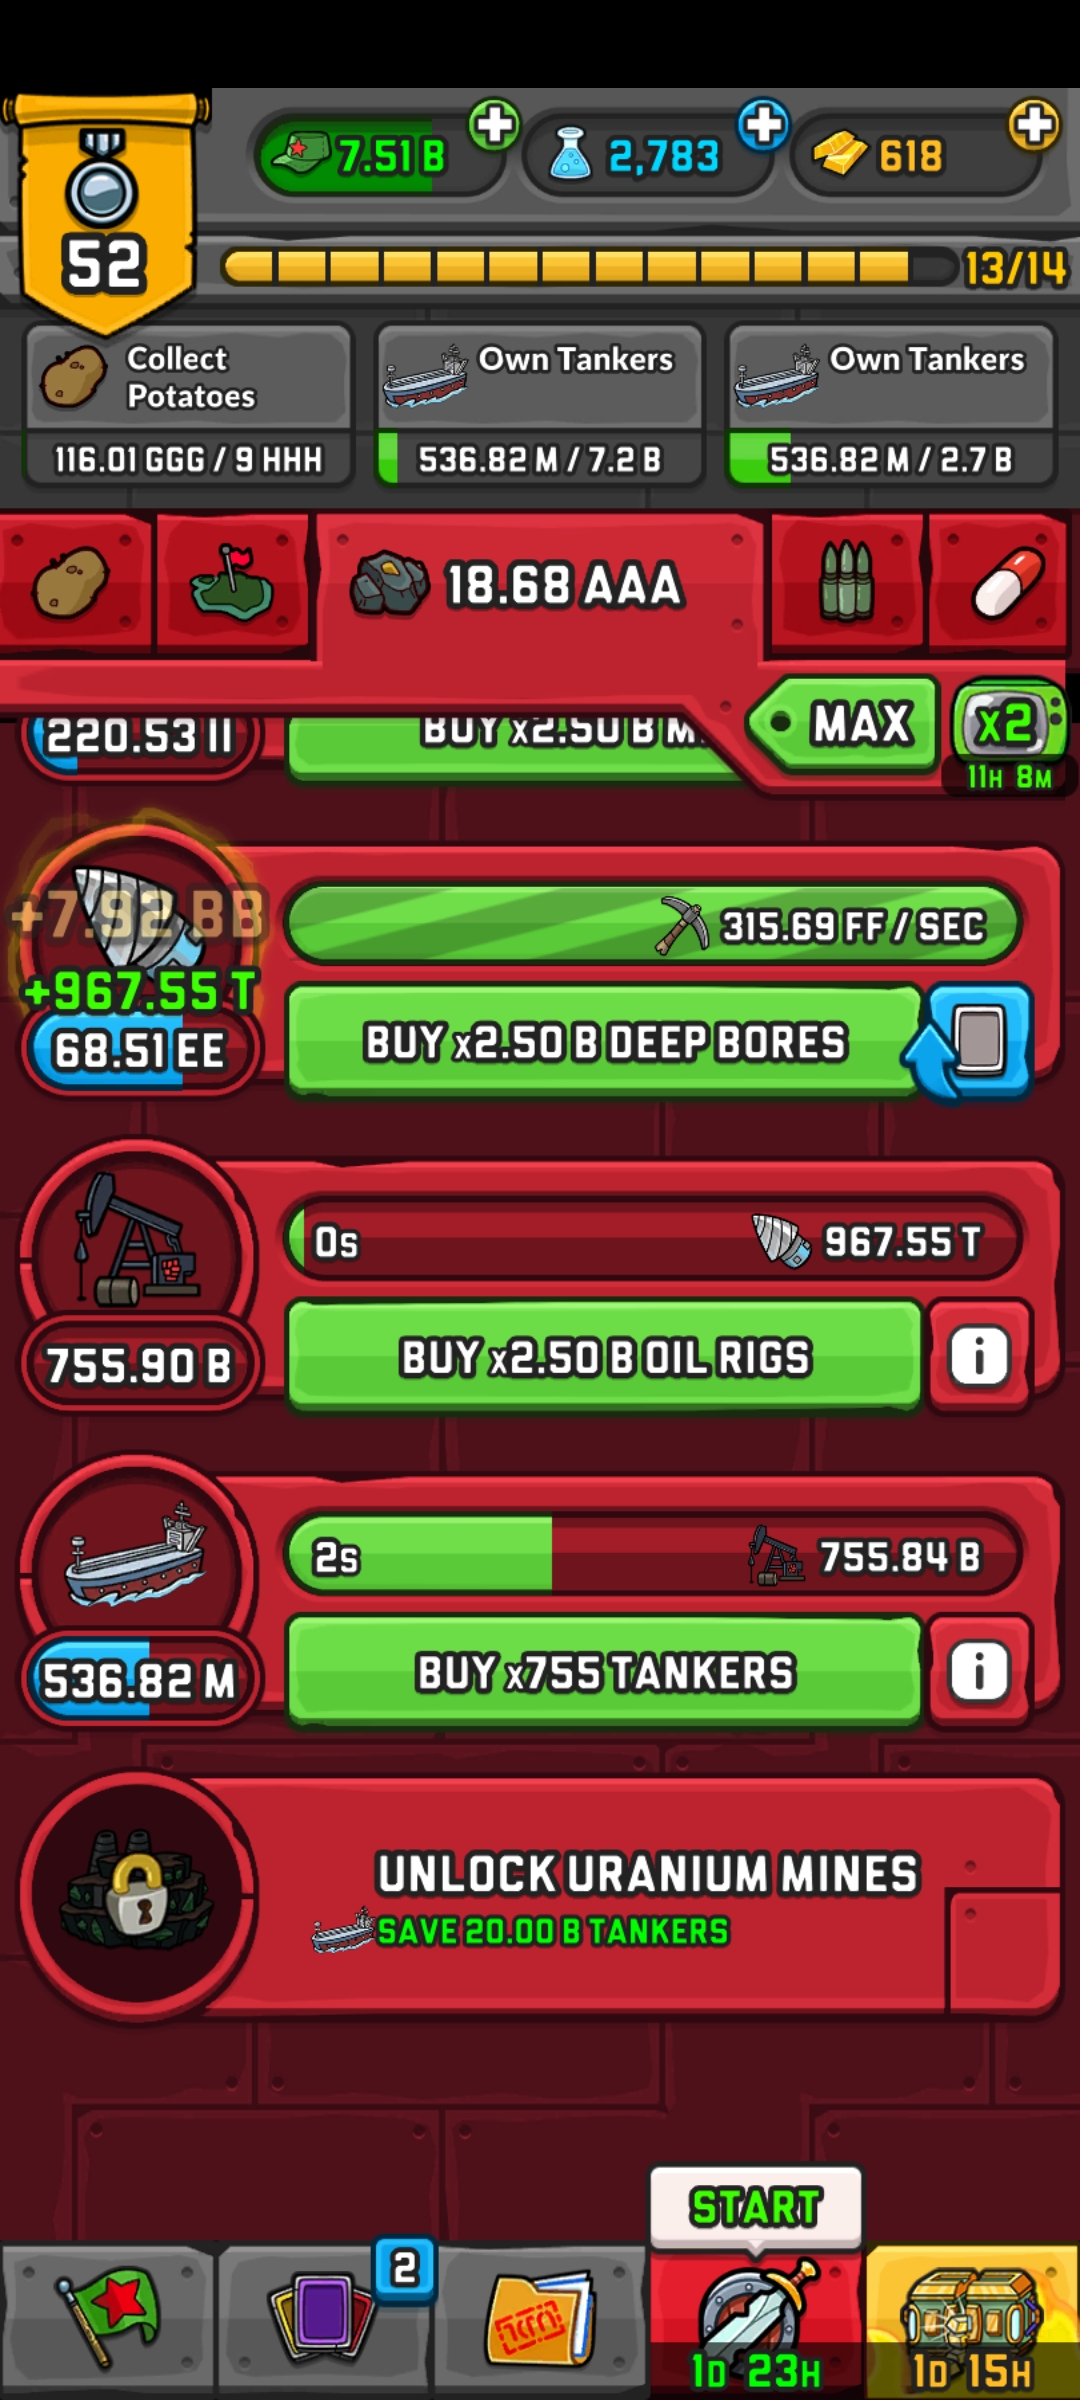 7.51 B
2,783
618
52
13/14
Collect
Potatoes
116.01 GGG / 9 HHH
Own Tankers
536.82 M / 7.2 B
Own Tankers
536.82 M / 2.7 B
18.68 AAA
MAX
X2
11H 8M
220.53 II
BUY x2.50 B M
+7.92 BB
+967.55 T
68.51 EE
315.69 FF / SEC
BUY x2.50 B DEEP BORES
0s
967.55 T
755.90 B
BUY x2.50 B OIL RIGS
i
2s
755.84 B
536.82 M
BUY x755 TANKERS
i
UNLOCK URANIUM MINES
SAVE 20.00 B TANKERS
START
2
1D 23H
1D 15H